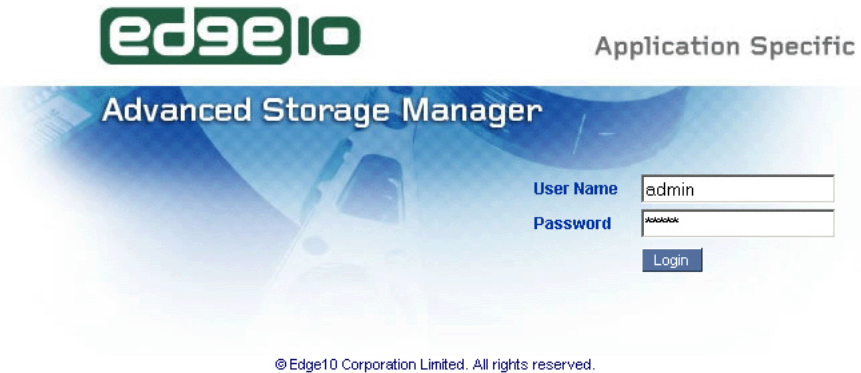 edge10
Application Specific
Advanced Storage Manager
User Name admin
Password *****
Login
© Edge10 Corporation Limited. All rights reserved.